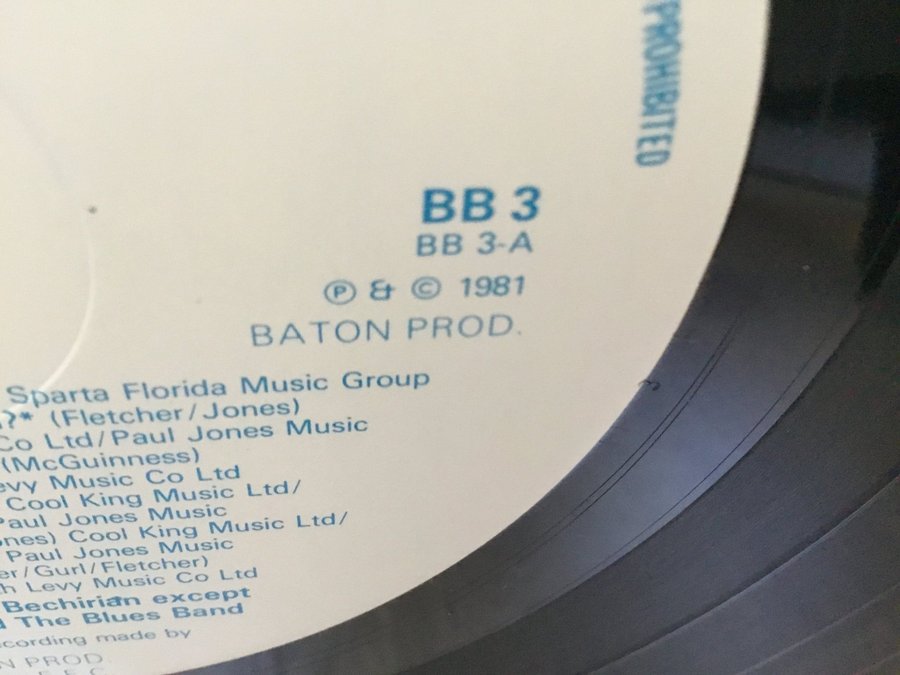 PROHIBITED
BB 3
BB 3-A
Ⓟ & © 1981
BATON PROD.
Sparta Florida Music Group
?* (Fletcher/Jones)
Co Ltd/Paul Jones Music
(McGuinness)
evy Music Co Ltd
Cool King Music Ltd/
Paul Jones Music
nes) Cool King Music Ltd/
Paul Jones Music
er/Gurl/Fletcher)
h Levy Music Co Ltd
Bechirian except
d The Blues Band
cording made by
N PROD.